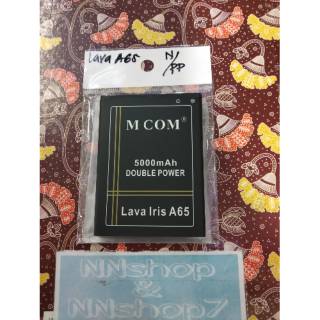 Lava A65
N/PP
M COM®
5000mAh
DOUBLE POWER
Lava Iris A65
NNshop
&
NNshop7